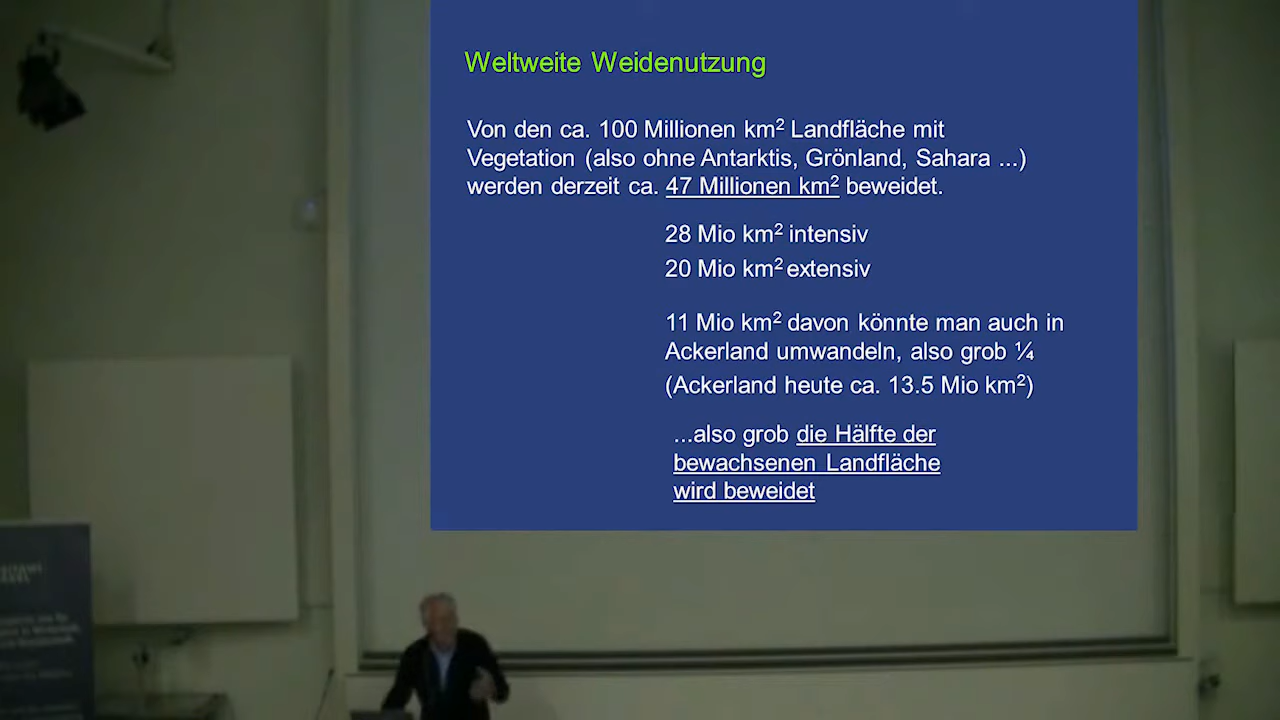 Weltweite Weidenutzung
Von den ca. 100 Millionen km² Landfläche mit
Vegetation (also ohne Antarktis, Grönland, Sahara ...)
werden derzeit ca. 47 Millionen km² beweidet.
28 Mio km² intensiv
20 Mio km² extensiv
11 Mio km² davon könnte man auch in
Ackerland umwandeln, also grob ¼
(Ackerland heute ca. 13.5 Mio km²)
...also grob die Hälfte der
bewachsenen Landfläche
wird beweidet